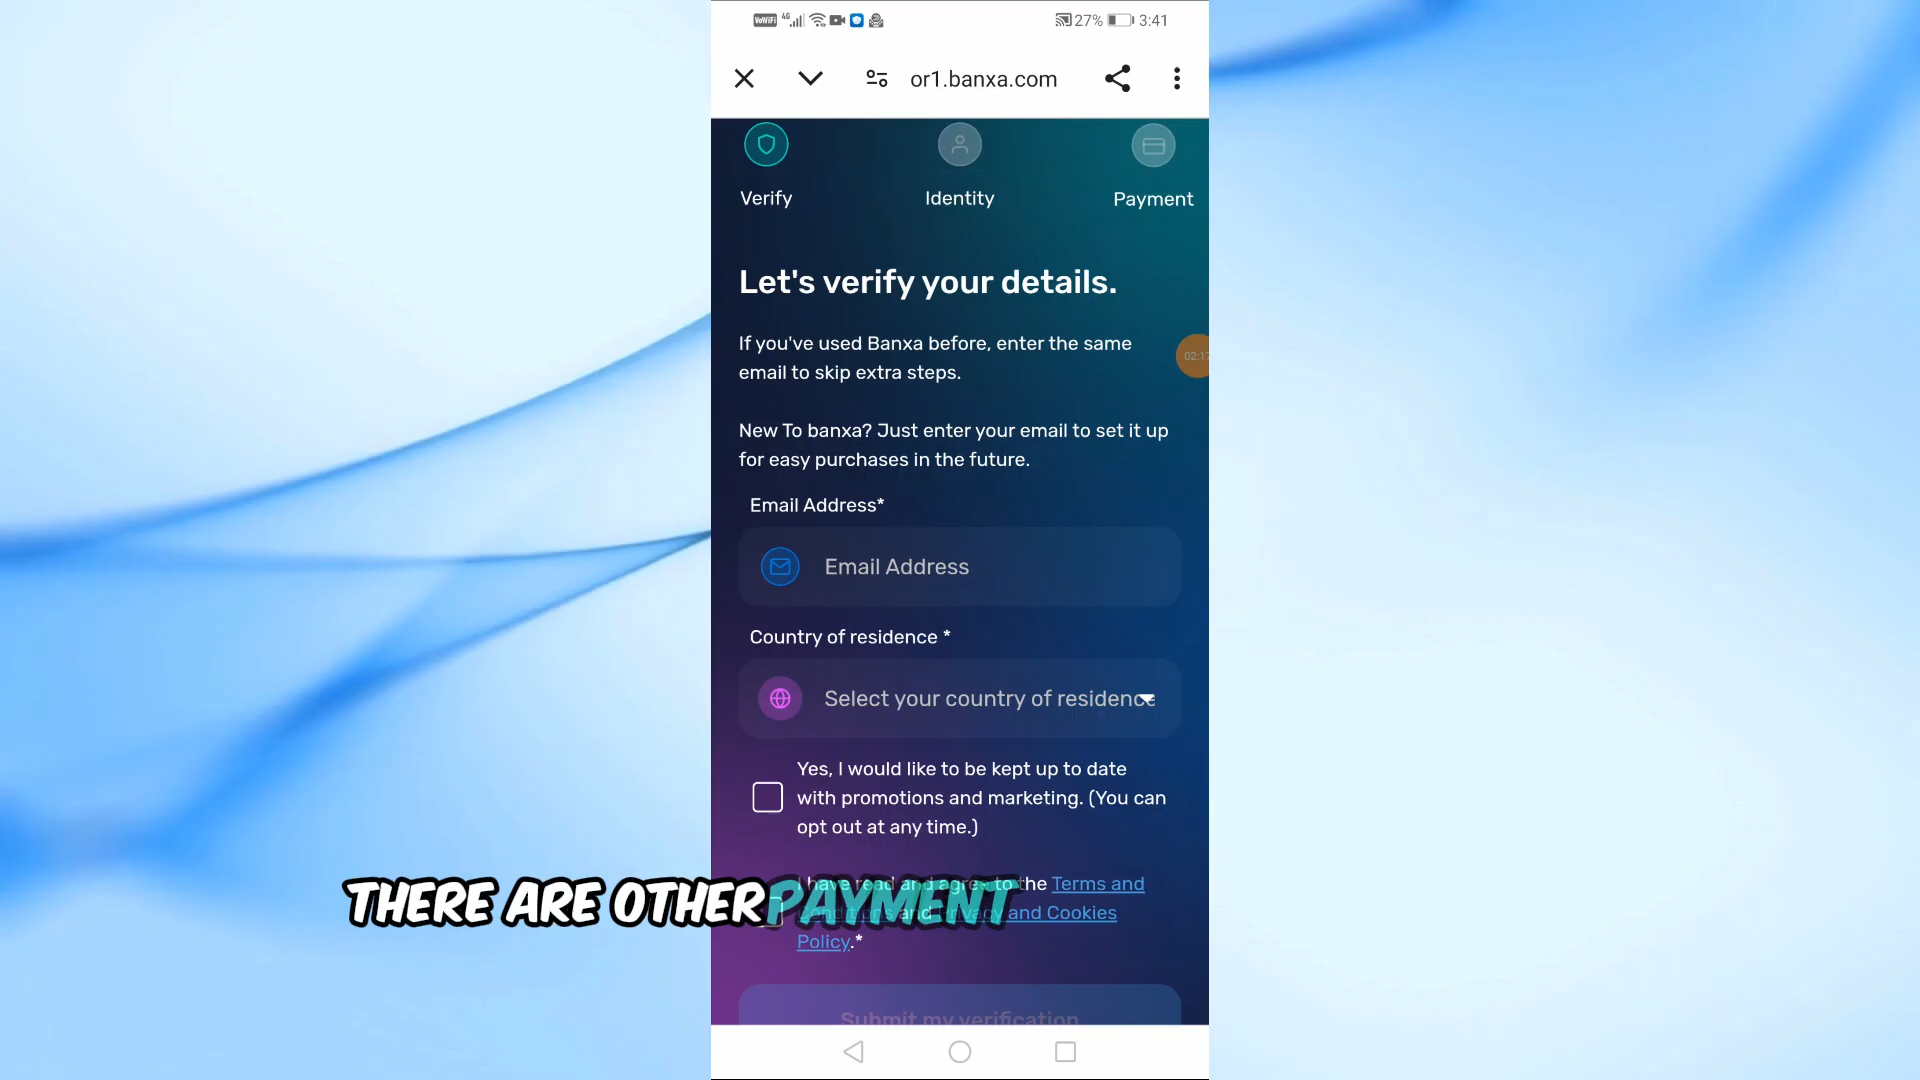 VoWiFi 4G 27% 3:41
or1.banxa.com
Verify Identity Payment
Let's verify your details.
If you've used Banxa before, enter the same
email to skip extra steps.
02:17
New To banxa? Just enter your email to set it up
for easy purchases in the future.
Email Address*
Email Address
Country of residence *
Select your country of residence
Yes, I would like to be kept up to date
with promotions and marketing. (You can
opt out at any time.)
I have read and agree to the Terms and
Conditions and Privacy and Cookies
Policy.*
THERE ARE OTHER PAYMENT
Submit my verification